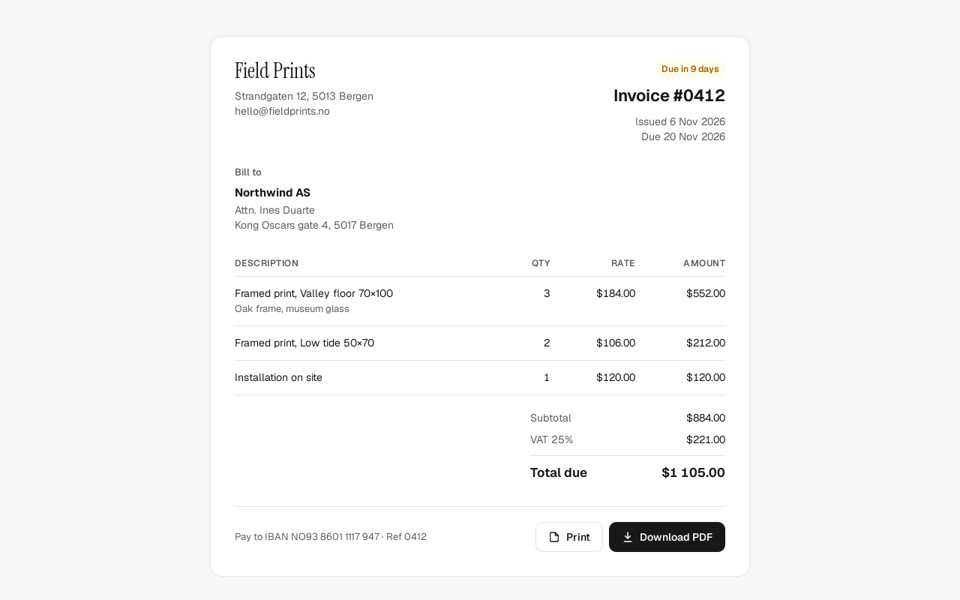 Field Prints
Strandgaten 12, 5013 Bergen
hello@fieldprints.no
Due in 9 days
Invoice #0412
Issued 6 Nov 2026
Due 20 Nov 2026
Bill to
Northwind AS
Attn. Ines Duarte
Kong Oscars gate 4, 5017 Bergen
DESCRIPTION QTY RATE AMOUNT
Framed print, Valley floor 70×100 3 $184.00 $552.00
Oak frame, museum glass
Framed print, Low tide 50×70 2 $106.00 $212.00
Installation on site 1 $120.00 $120.00
Subtotal $884.00
VAT 25% $221.00
Total due $1 105.00
Pay to IBAN NO93 8601 1117 947 · Ref 0412
Print
Download PDF